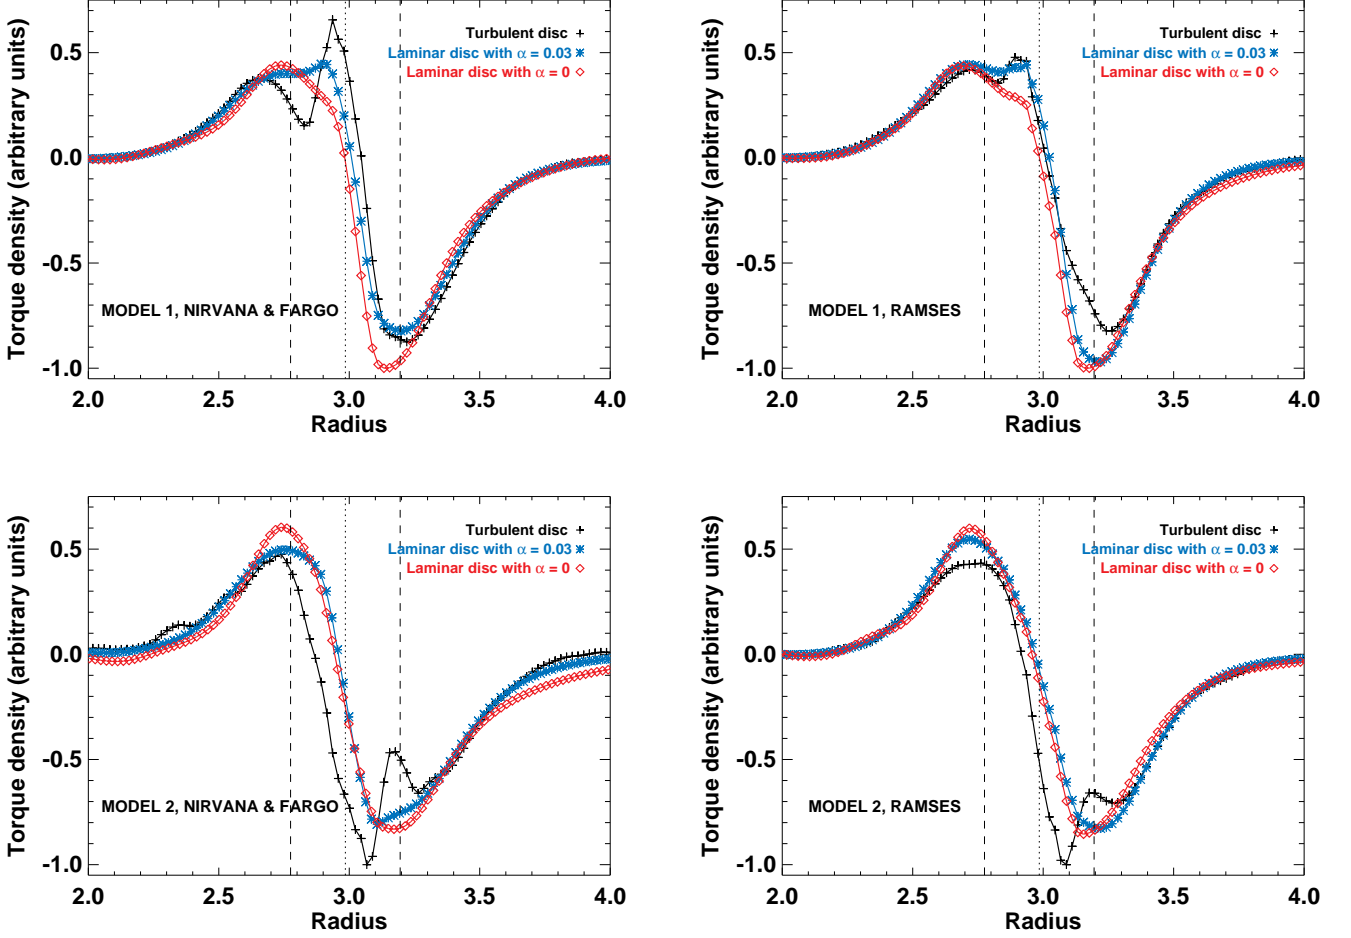 Torque density (arbitrary units)
0.5
0.0
-0.5
-1.0
Turbulent disc
Laminar disc with α = 0.03
Laminar disc with α = 0
MODEL 1, NIRVANA & FARGO
2.0 2.5 3.0 3.5 4.0
Radius
Torque density (arbitrary units)
0.5
0.0
-0.5
-1.0
Turbulent disc
Laminar disc with α = 0.03
Laminar disc with α = 0
MODEL 1, RAMSES
2.0 2.5 3.0 3.5 4.0
Radius
Torque density (arbitrary units)
0.5
0.0
-0.5
-1.0
Turbulent disc
Laminar disc with α = 0.03
Laminar disc with α = 0
MODEL 2, NIRVANA & FARGO
2.0 2.5 3.0 3.5 4.0
Radius
Torque density (arbitrary units)
0.5
0.0
-0.5
-1.0
Turbulent disc
Laminar disc with α = 0.03
Laminar disc with α = 0
MODEL 2, RAMSES
2.0 2.5 3.0 3.5 4.0
Radius